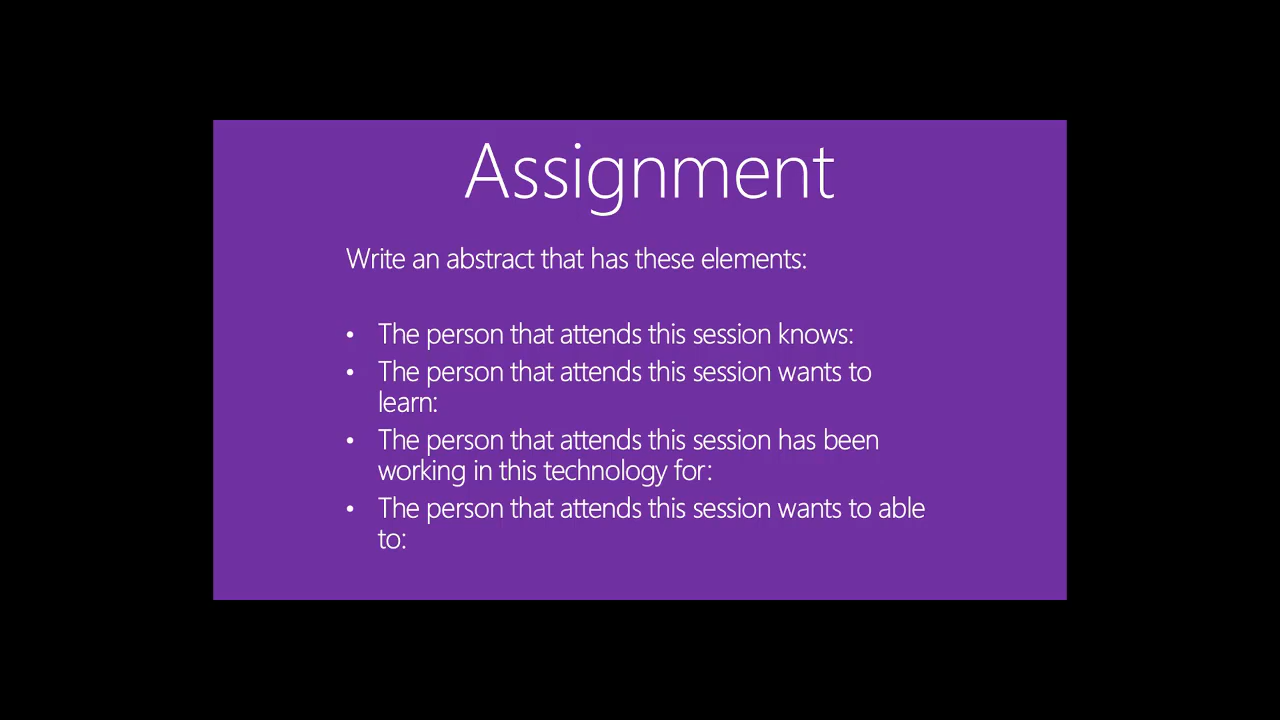 Assignment
Write an abstract that has these elements:
• The person that attends this session knows:
• The person that attends this session wants to
learn:
• The person that attends this session has been
working in this technology for:
• The person that attends this session wants to able
to: